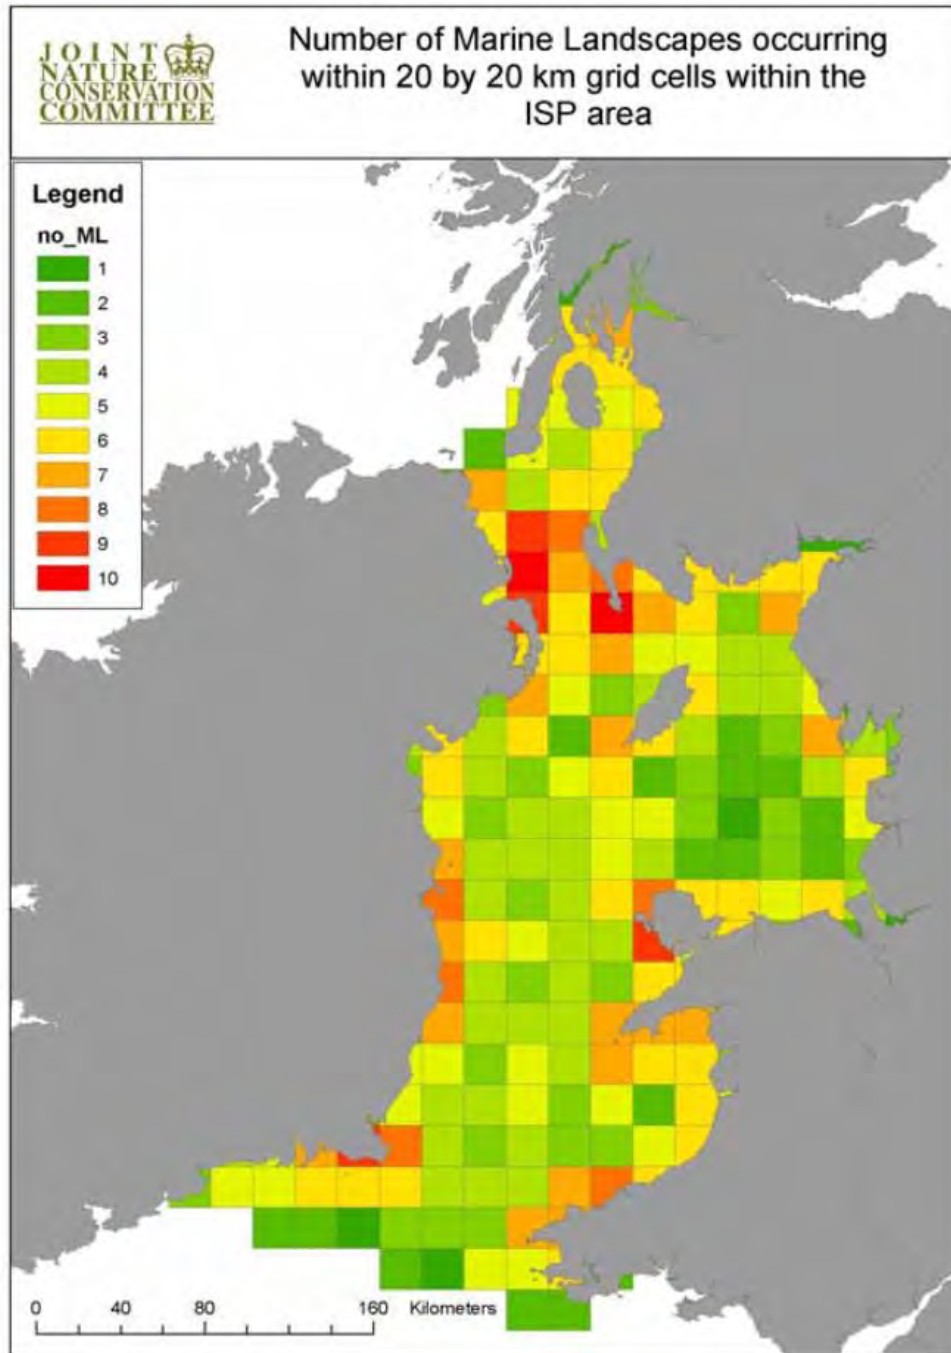 JOINT
NATURE
CONSERVATION
COMMITTEE
Number of Marine Landscapes occurring
within 20 by 20 km grid cells within the
ISP area
Legend
no_ML
1
2
3
4
5
6
7
8
9
10
0 40 80 160 Kilometers